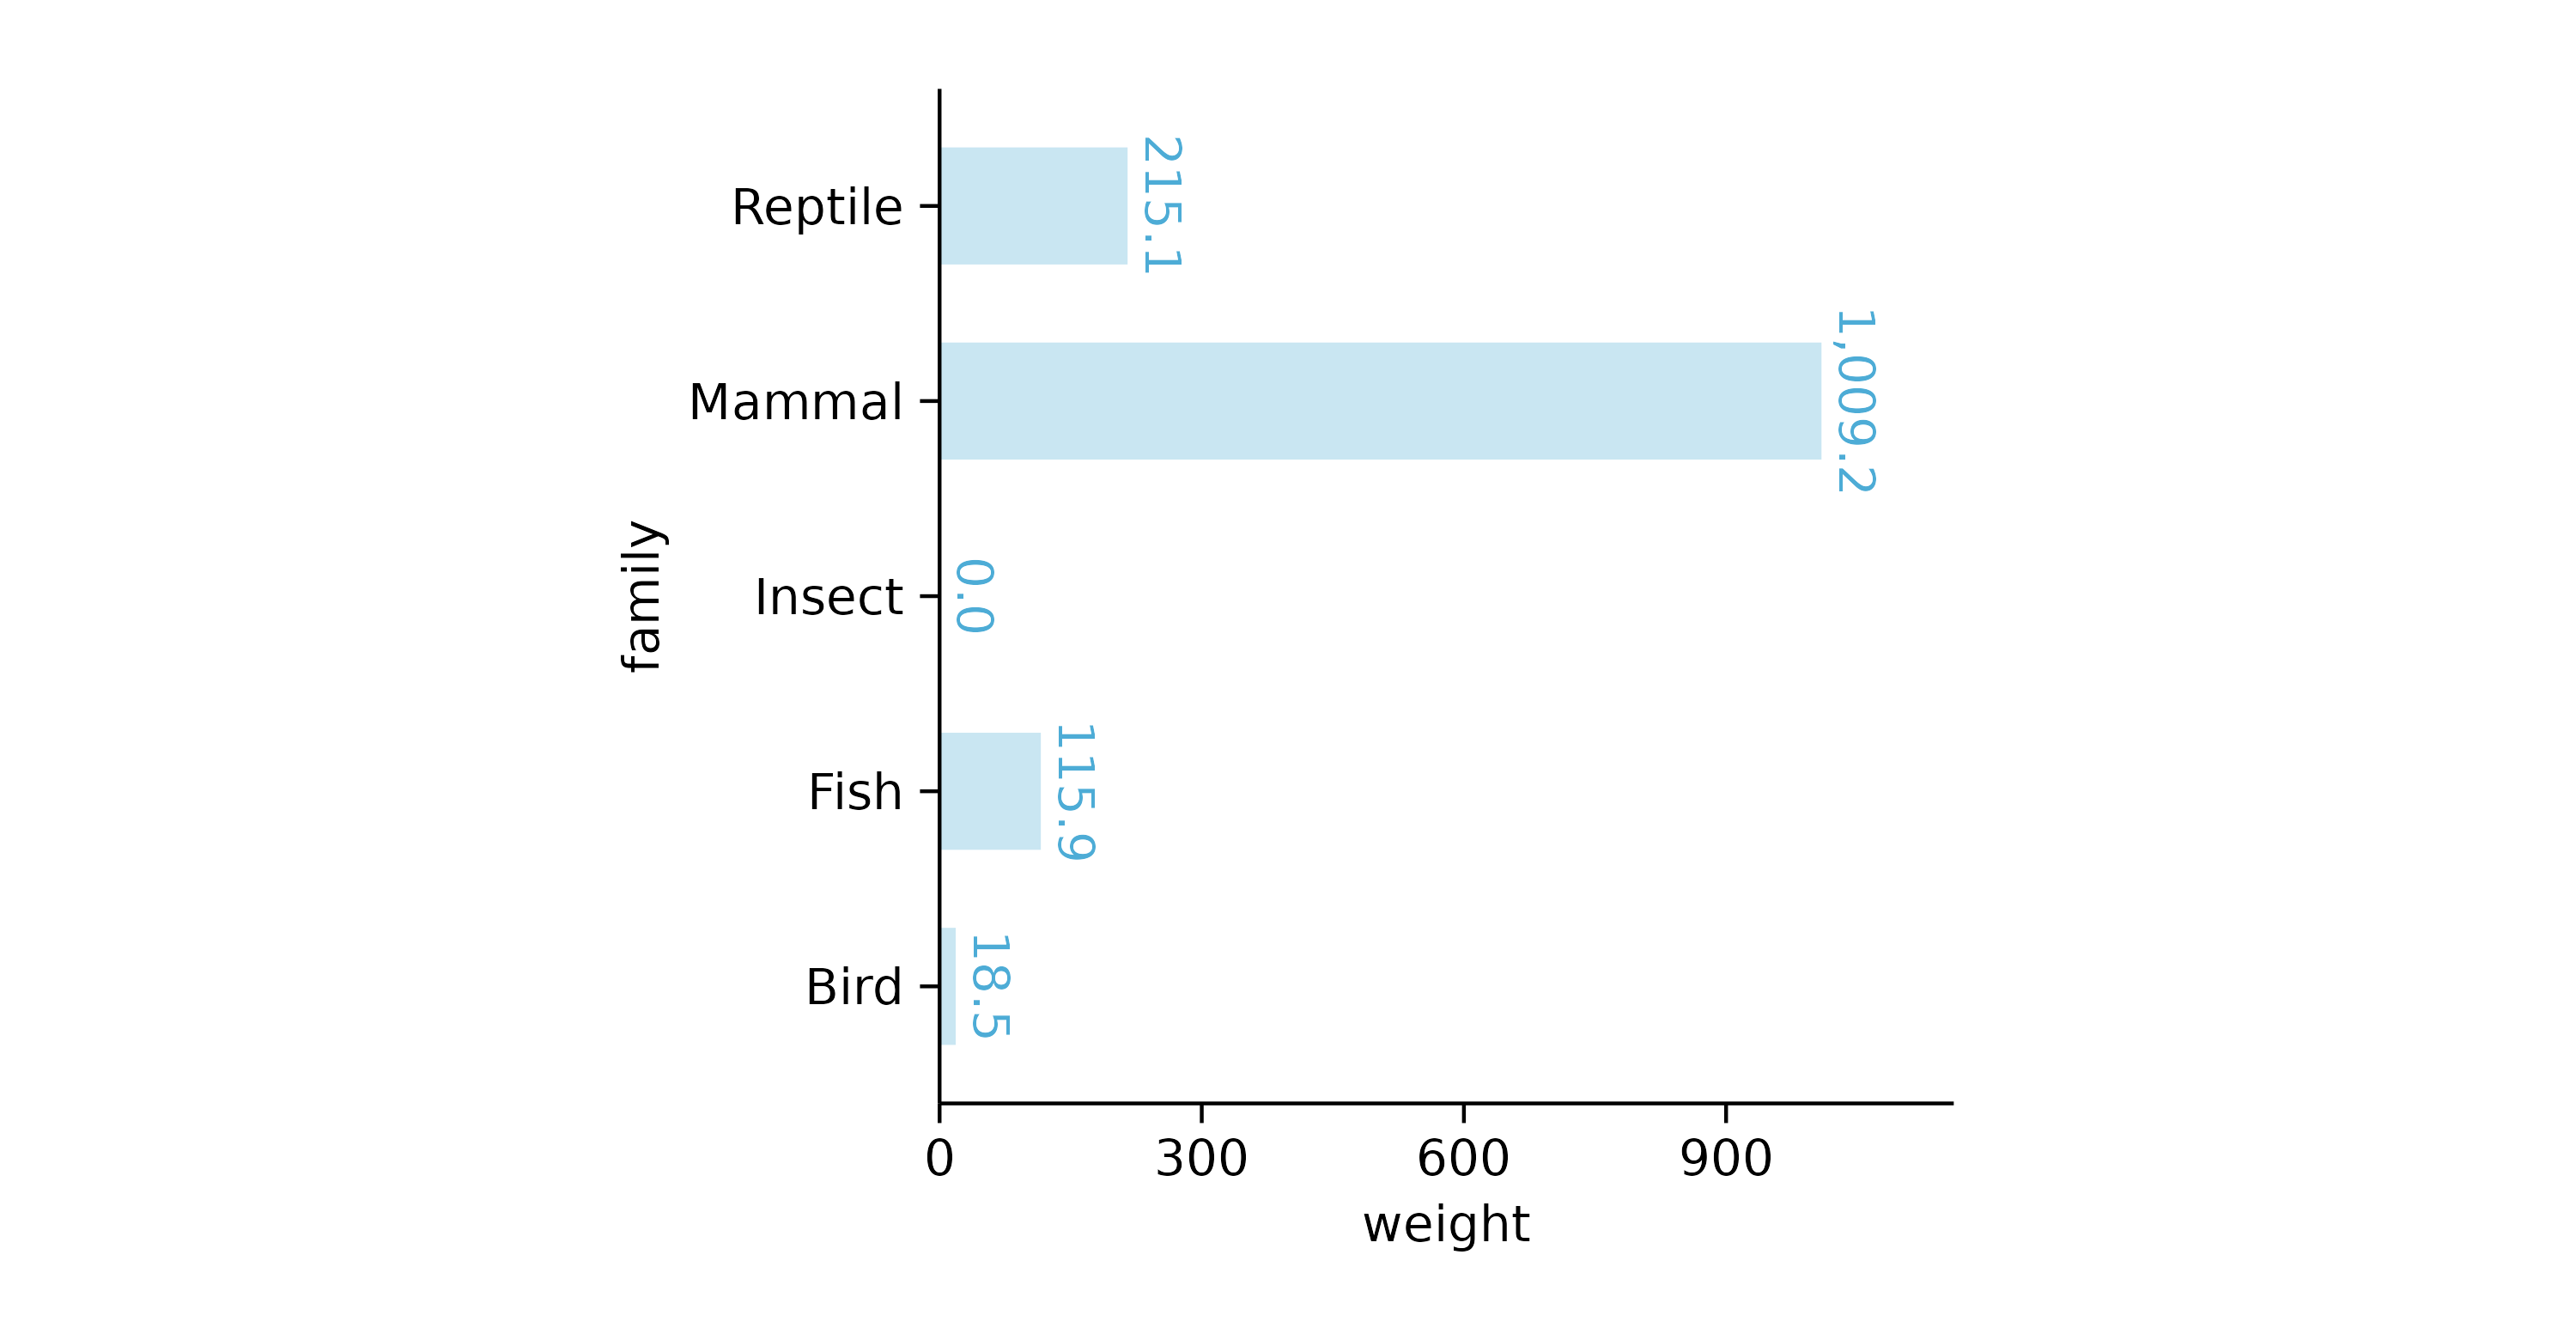 Reptile
215.1
Mammal
1,009.2
Insect
0.0
Fish
115.9
Bird
18.5
family
0 300 600 900
weight